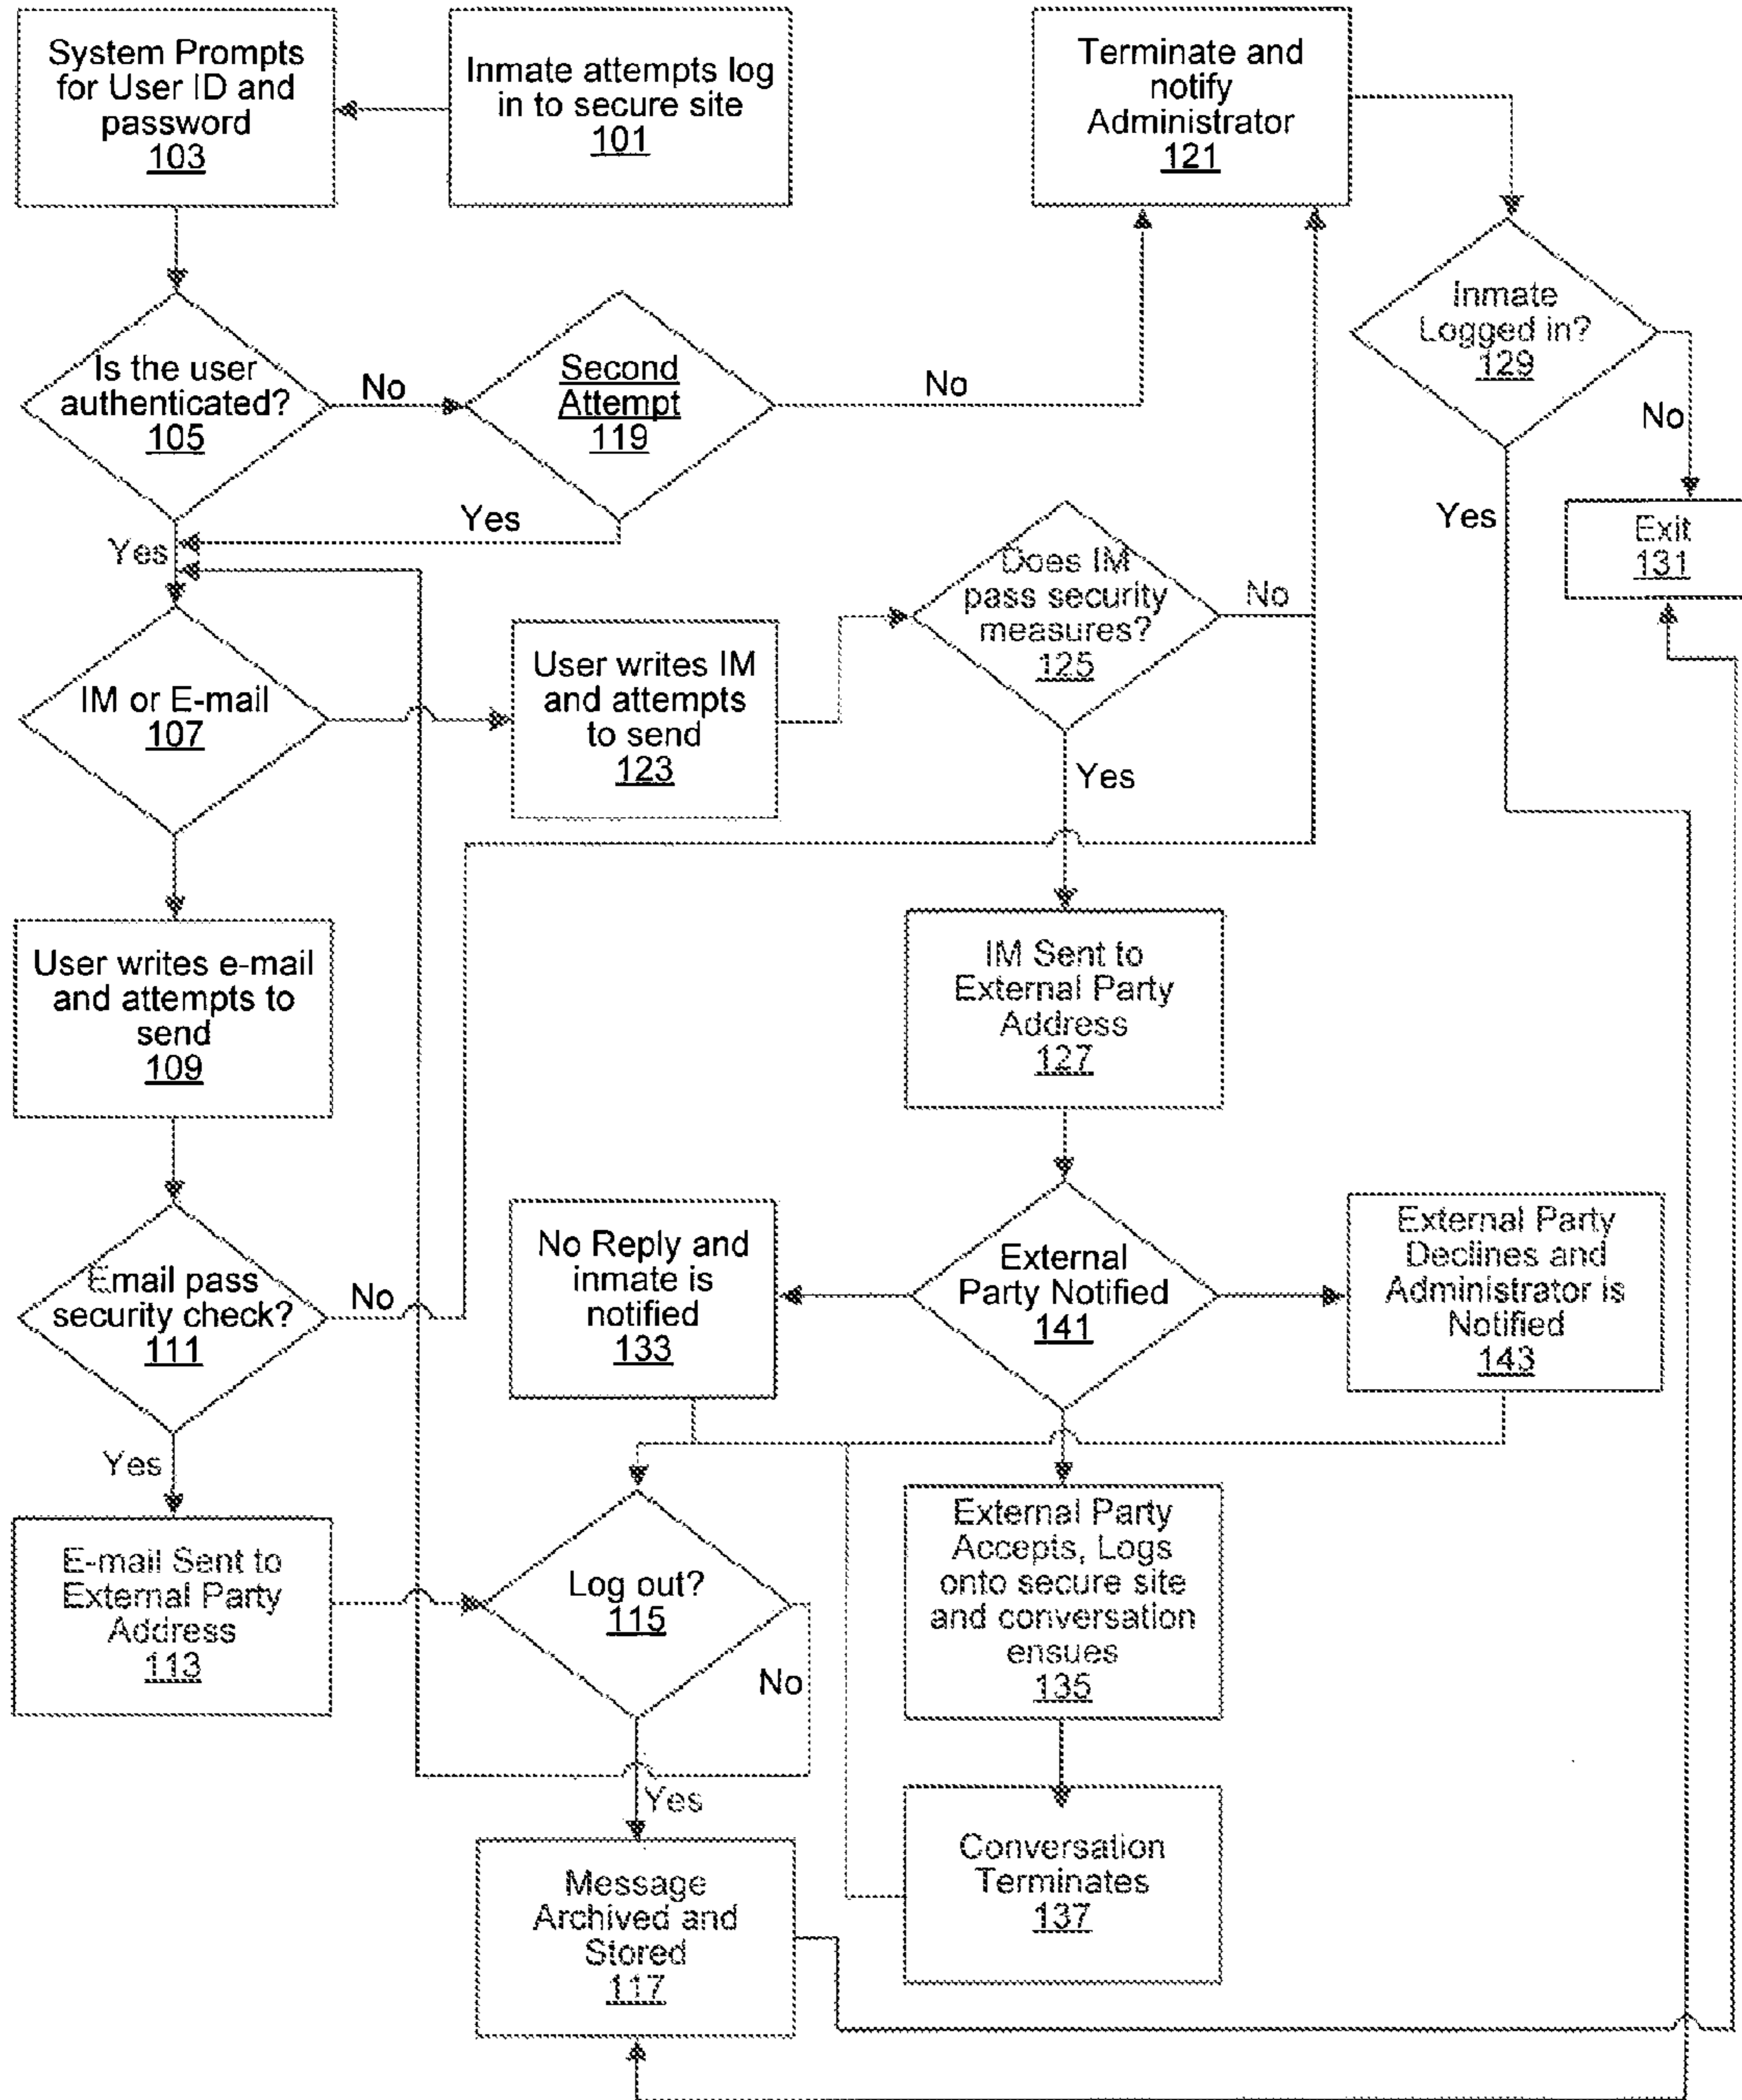 System Prompts
for User ID and
password
103
Inmate attempts log
in to secure site
101
Terminate and
notify
Administrator
121
Inmate
Logged in?
129
Is the user
authenticated?
105
No
Second
Attempt
119
No
No
Yes
Yes
Yes
Exit
131
Does IM
pass security
measures?
125
No
IM or E-mail
107
User writes IM
and attempts
to send
123
Yes
User writes e-mail
and attempts to
send
109
IM Sent to
External Party
Address
127
Email pass
security check?
111
No
No Reply and
inmate is
notified
133
External
Party Notified
141
External Party
Declines and
Administrator is
Notified
143
Yes
E-mail Sent to
External Party
Address
113
Log out?
115
No
External Party
Accepts, Logs
onto secure site
and conversation
ensues
135
Yes
Message
Archived and
Stored
117
Conversation
Terminates
137